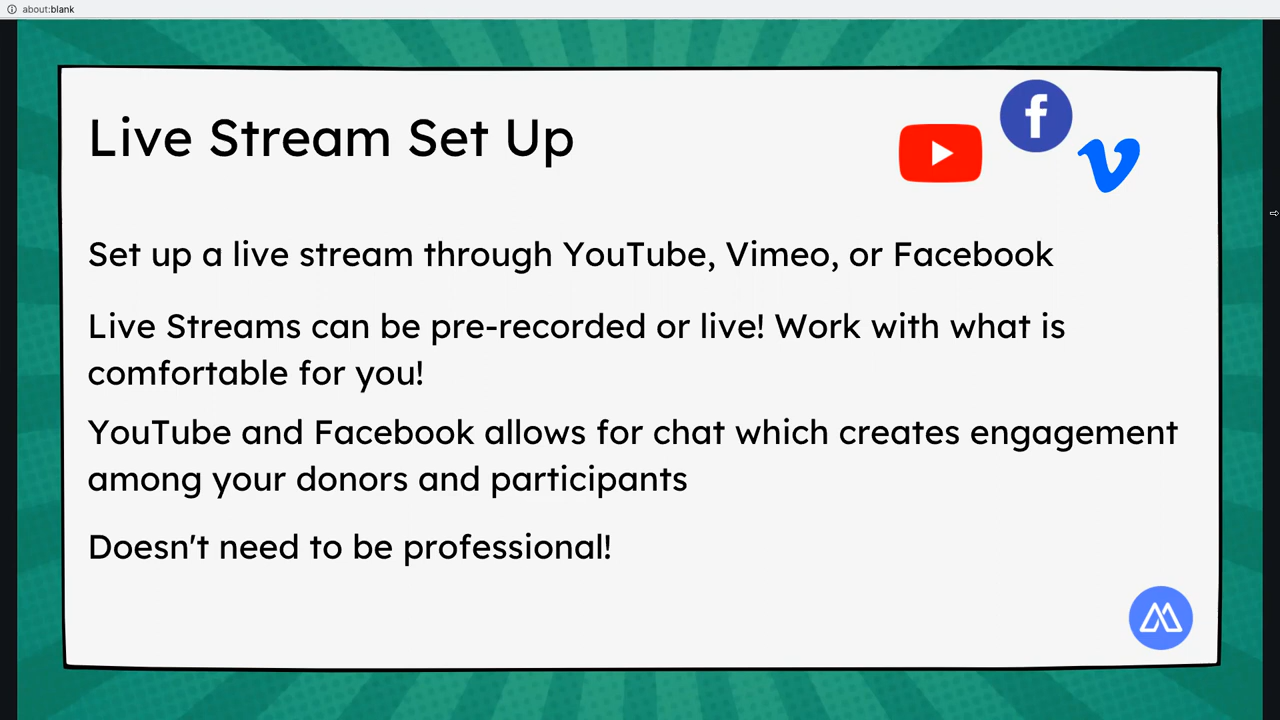 about:blank
Live Stream Set Up
Set up a live stream through YouTube, Vimeo, or Facebook
Live Streams can be pre-recorded or live! Work with what is
comfortable for you!
YouTube and Facebook allows for chat which creates engagement
among your donors and participants
Doesn't need to be professional!